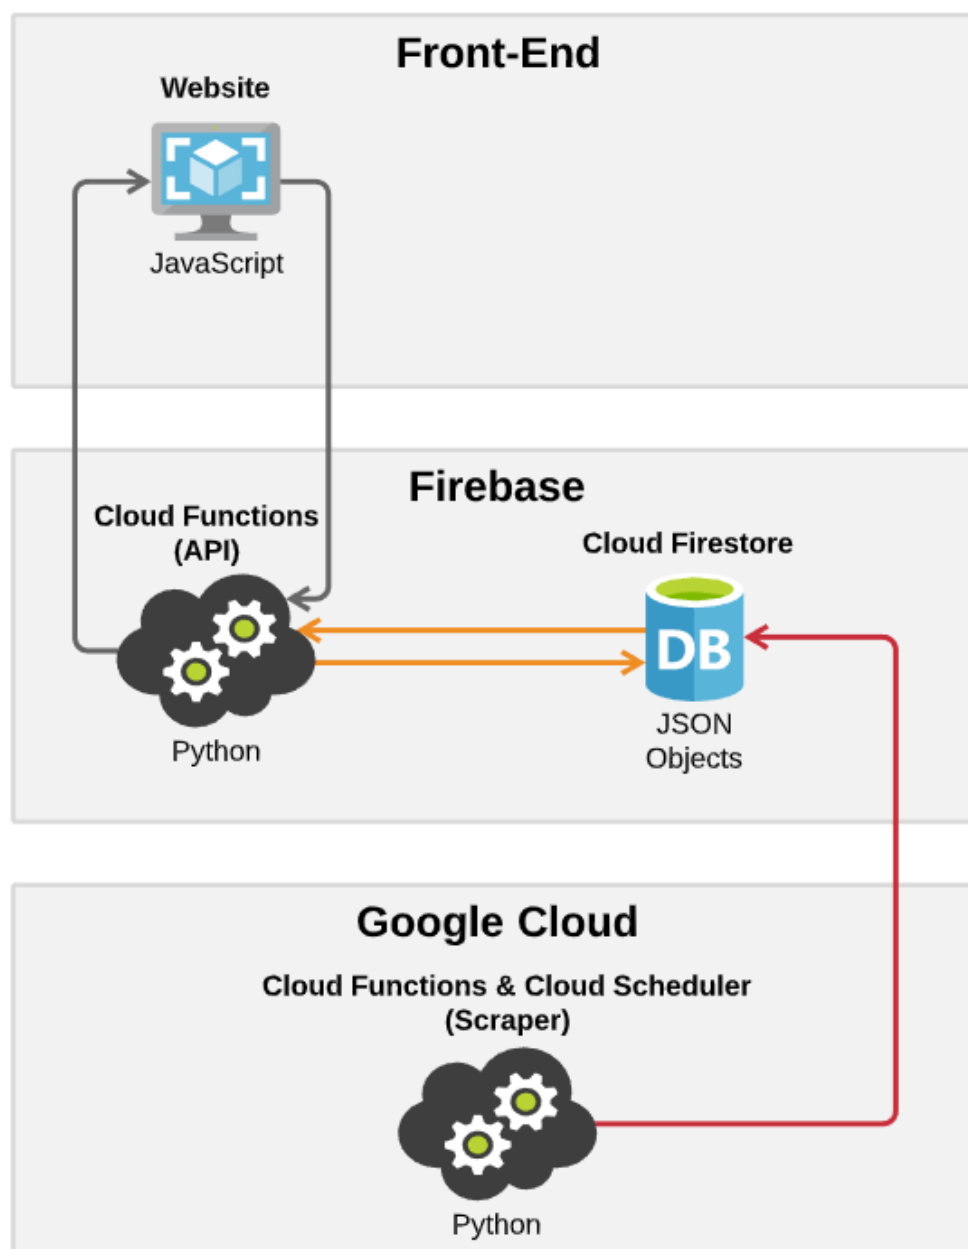 Front-End
Website
JavaScript
Firebase
Cloud Functions
(API)
Python
Cloud Firestore
DB
JSON
Objects
Google Cloud
Cloud Functions & Cloud Scheduler
(Scraper)
Python